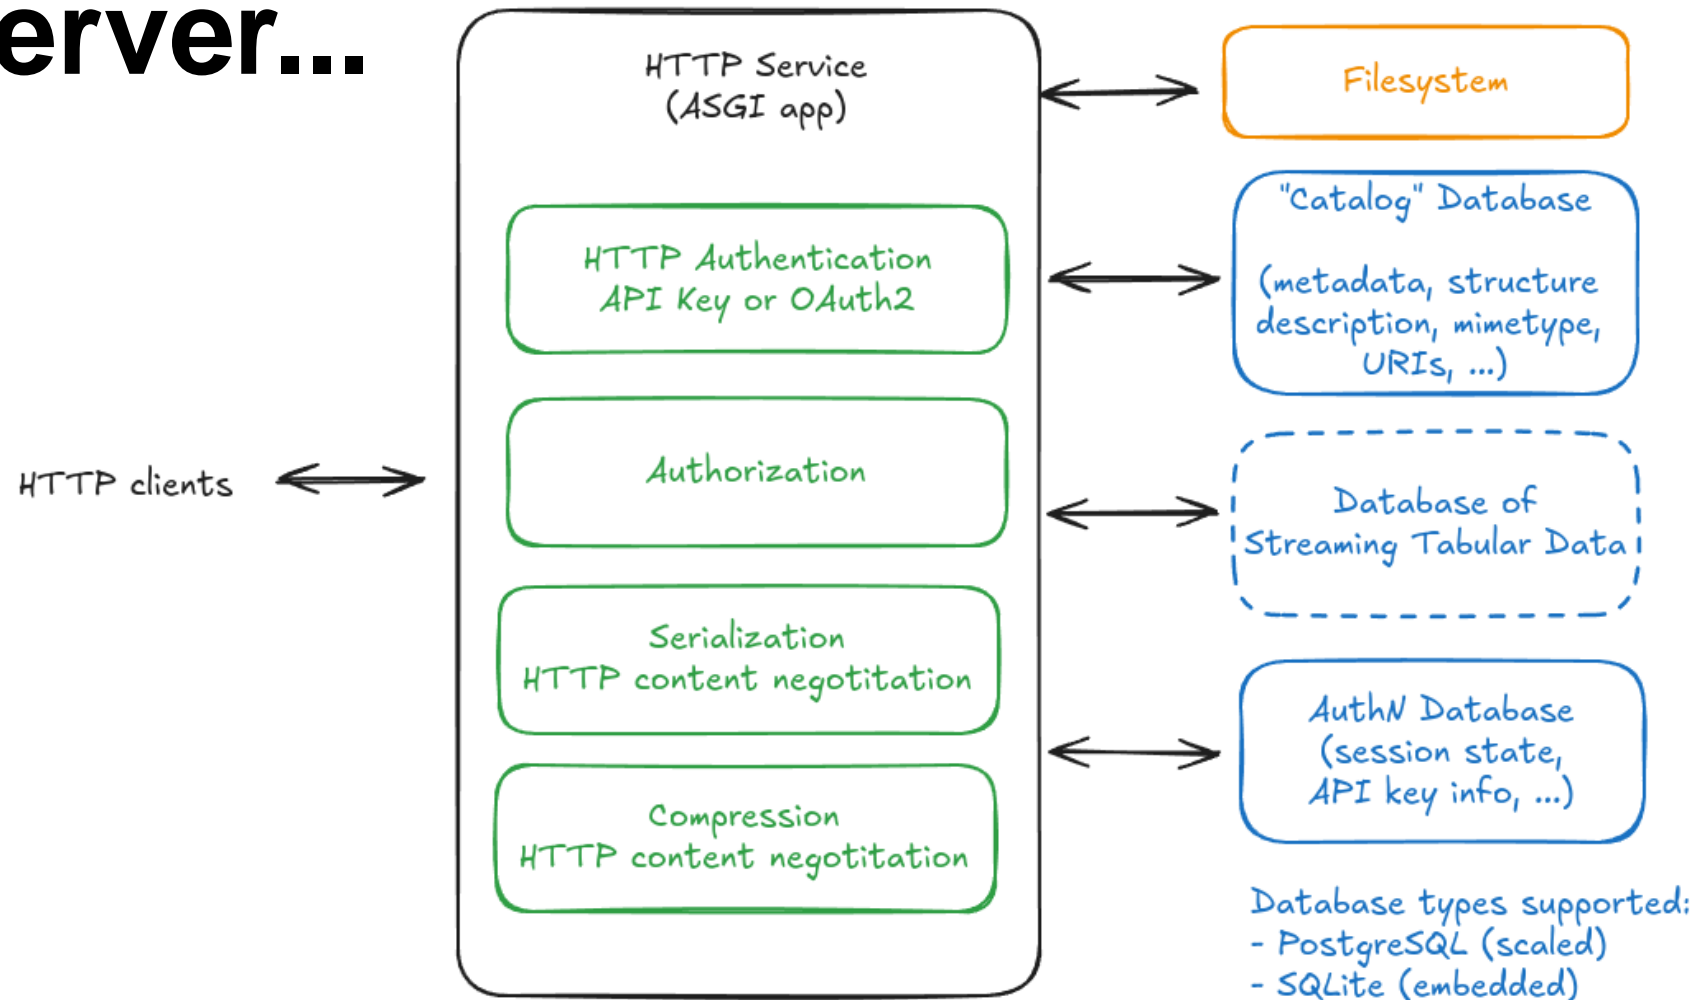 erver...
HTTP Service
(ASGI app)
HTTP Authentication
API Key or OAuth2
Authorization
Serialization
HTTP content negotitation
Compression
HTTP content negotitation
HTTP clients
Filesystem
"Catalog" Database
(metadata, structure
description, mimetype,
URIs, ...)
Database of
Streaming Tabular Data
AuthN Database
(session state,
API key info, ...)
Database types supported:
- PostgreSQL (scaled)
- SQLite (embedded)